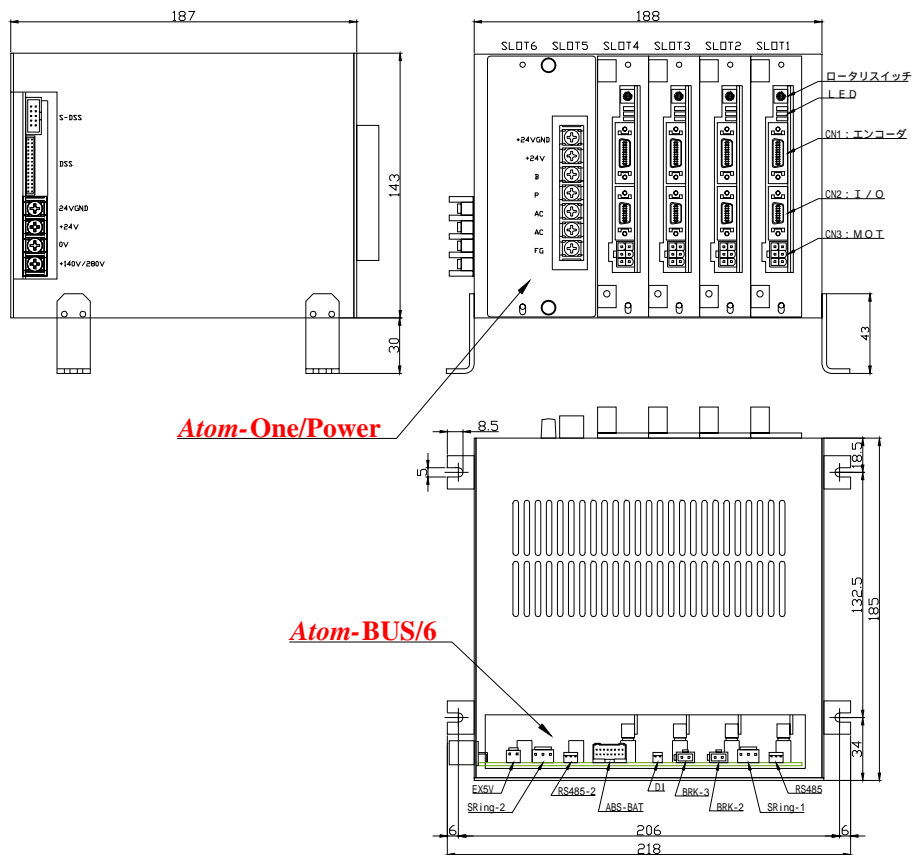 187
188
SLOT6 SLOT5 SLOT4 SLOT3 SLOT2 SLOT1
ロータリスイッチ
LED
CN1：エンコーダ
CN2：I／O
CN3：MOT
S-DSS
DSS
24VGND
+24V
0V
+140V/280V
143
30
+24VGND
+24V
B
P
AC
AC
FG
43
Atom-One/Power
8.5
5
18.5
132.5
185
34
Atom-BUS/6
EX5V
SRing-2
RS485-2
ABS-BAT
D1
BRK-3
BRK-2
SRing-1
RS485
6
206
6
218